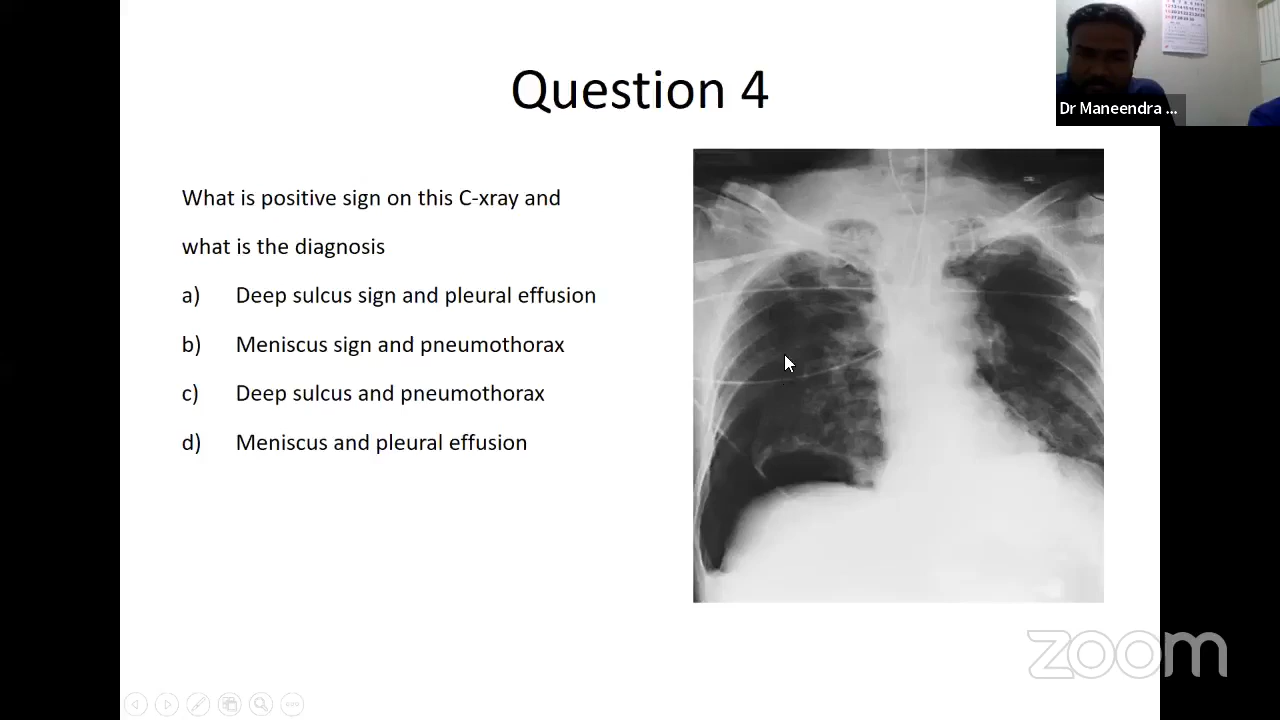 Question 4
Dr Maneendra ...
What is positive sign on this C-xray and
what is the diagnosis
a) Deep sulcus sign and pleural effusion
b) Meniscus sign and pneumothorax
c) Deep sulcus and pneumothorax
d) Meniscus and pleural effusion
zoom